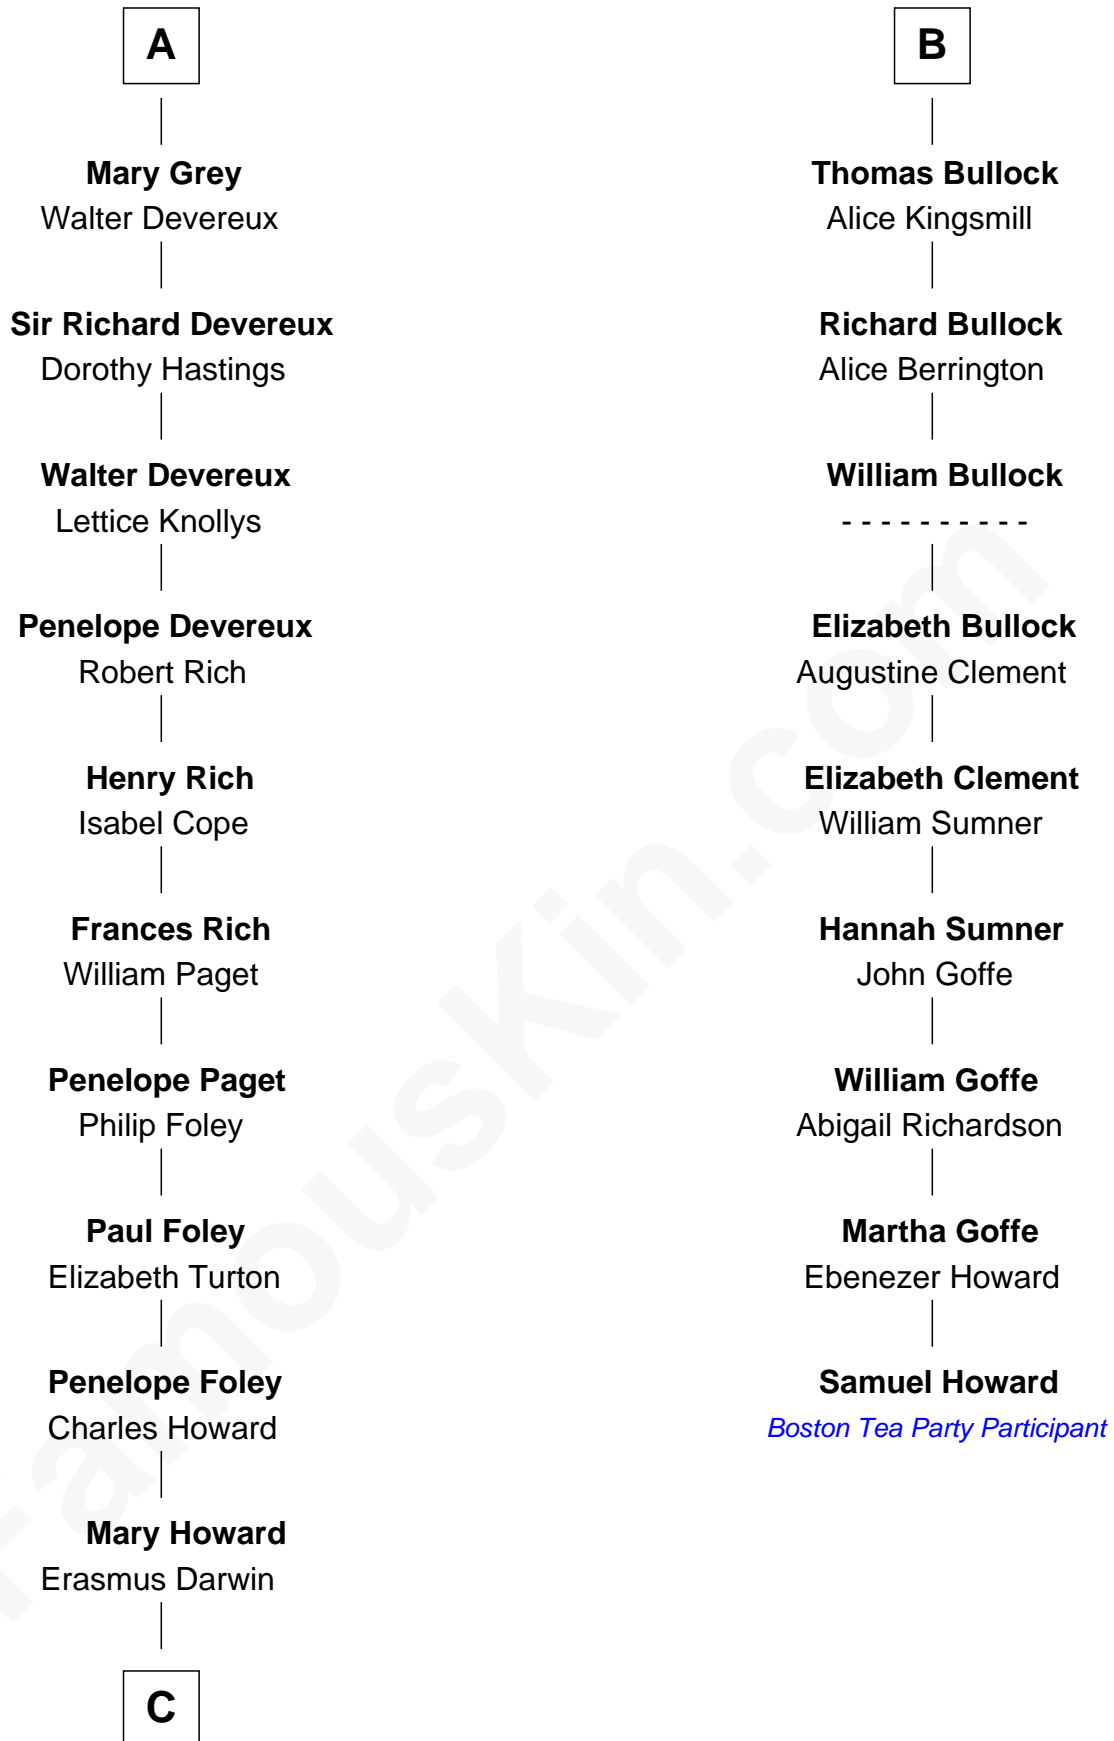 A
Mary Grey
Walter Devereux
Sir Richard Devereux
Dorothy Hastings
Walter Devereux
Lettice Knollys
Penelope Devereux
Robert Rich
Henry Rich
Isabel Cope
Frances Rich
William Paget
Penelope Paget
Philip Foley
Paul Foley
Elizabeth Turton
Penelope Foley
Charles Howard
Mary Howard
Erasmus Darwin
C
B
Thomas Bullock
Alice Kingsmill
Richard Bullock
Alice Berrington
William Bullock
- - - - - - - - - -
Elizabeth Bullock
Augustine Clement
Elizabeth Clement
William Sumner
Hannah Sumner
John Goffe
William Goffe
Abigail Richardson
Martha Goffe
Ebenezer Howard
Samuel Howard
Boston Tea Party Participant
FamousKin.com